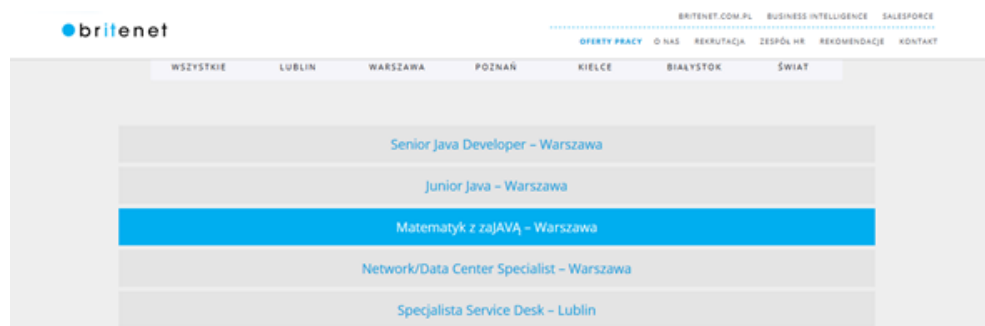 britenet
BRITENET.COM.PL BUSINESS INTELLIGENCE SALESFORCE
OFERTY PRACY O NAS REKRUTACJA ZESPÓŁ HR REKOMENDACJE KONTAKT
WSZYSTKIE LUBLIN WARSZAWA POZNAŃ KIELCE BIAŁYSTOK ŚWIAT
Senior Java Developer – Warszawa
Junior Java – Warszawa
Matematyk z zaJAVĄ – Warszawa
Network/Data Center Specialist – Warszawa
Specjalista Service Desk – Lublin